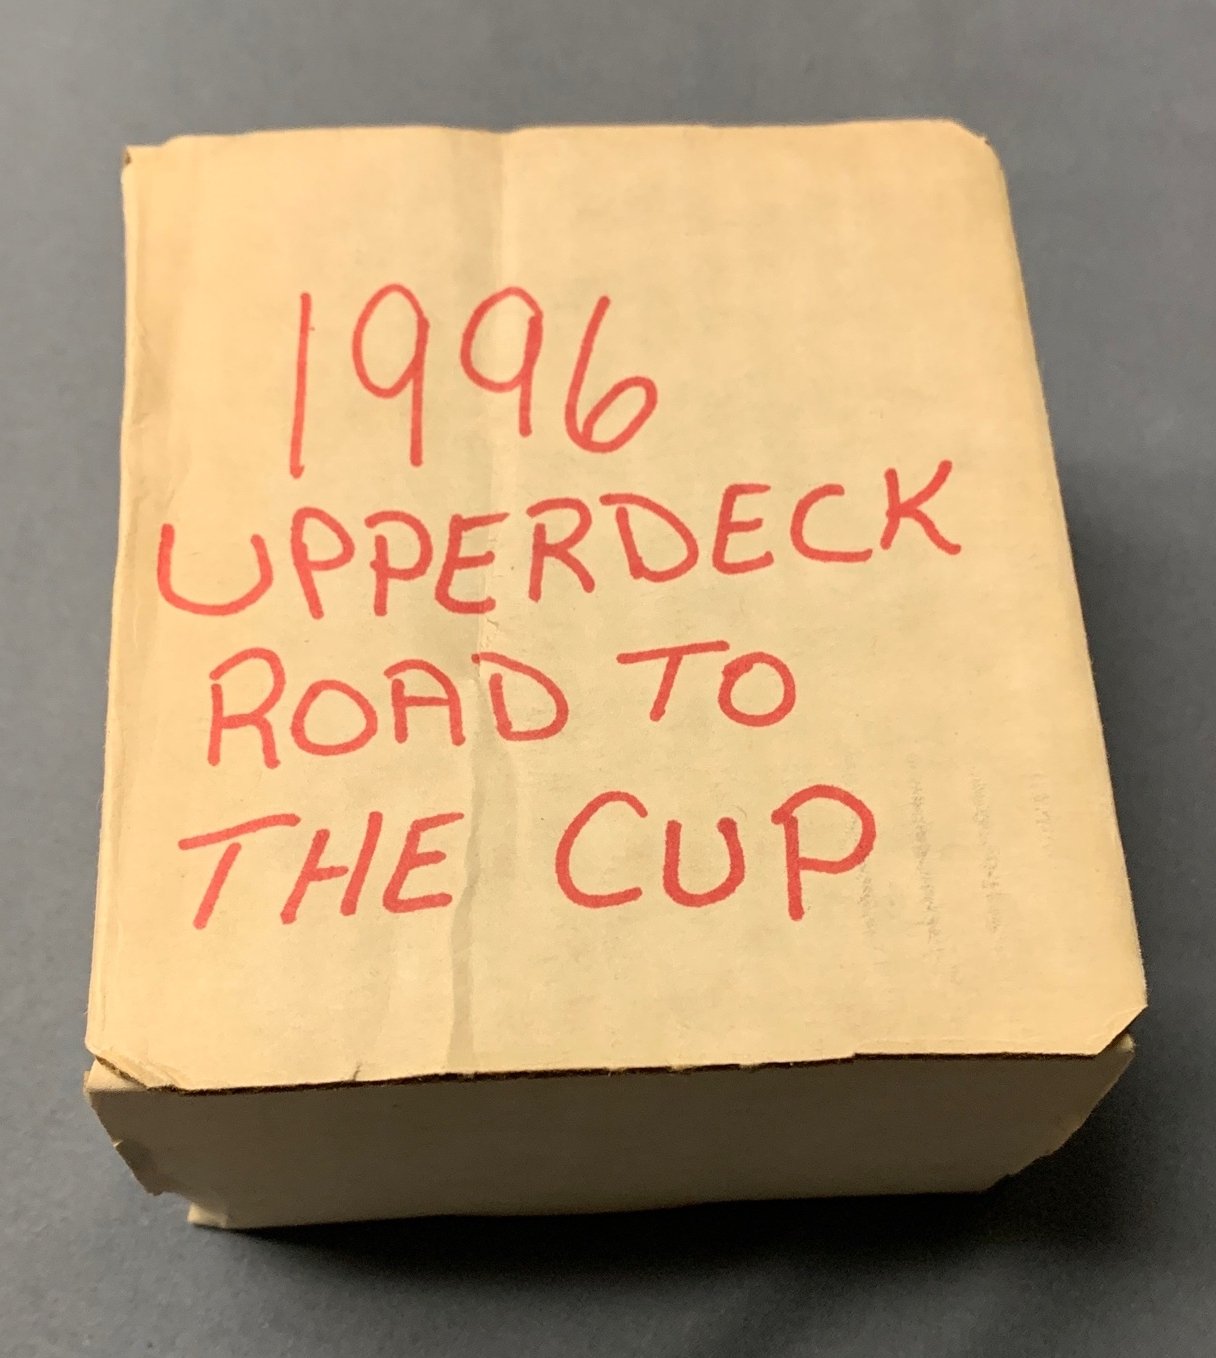 1996
UPPERDECK
ROAD TO
THE CUP